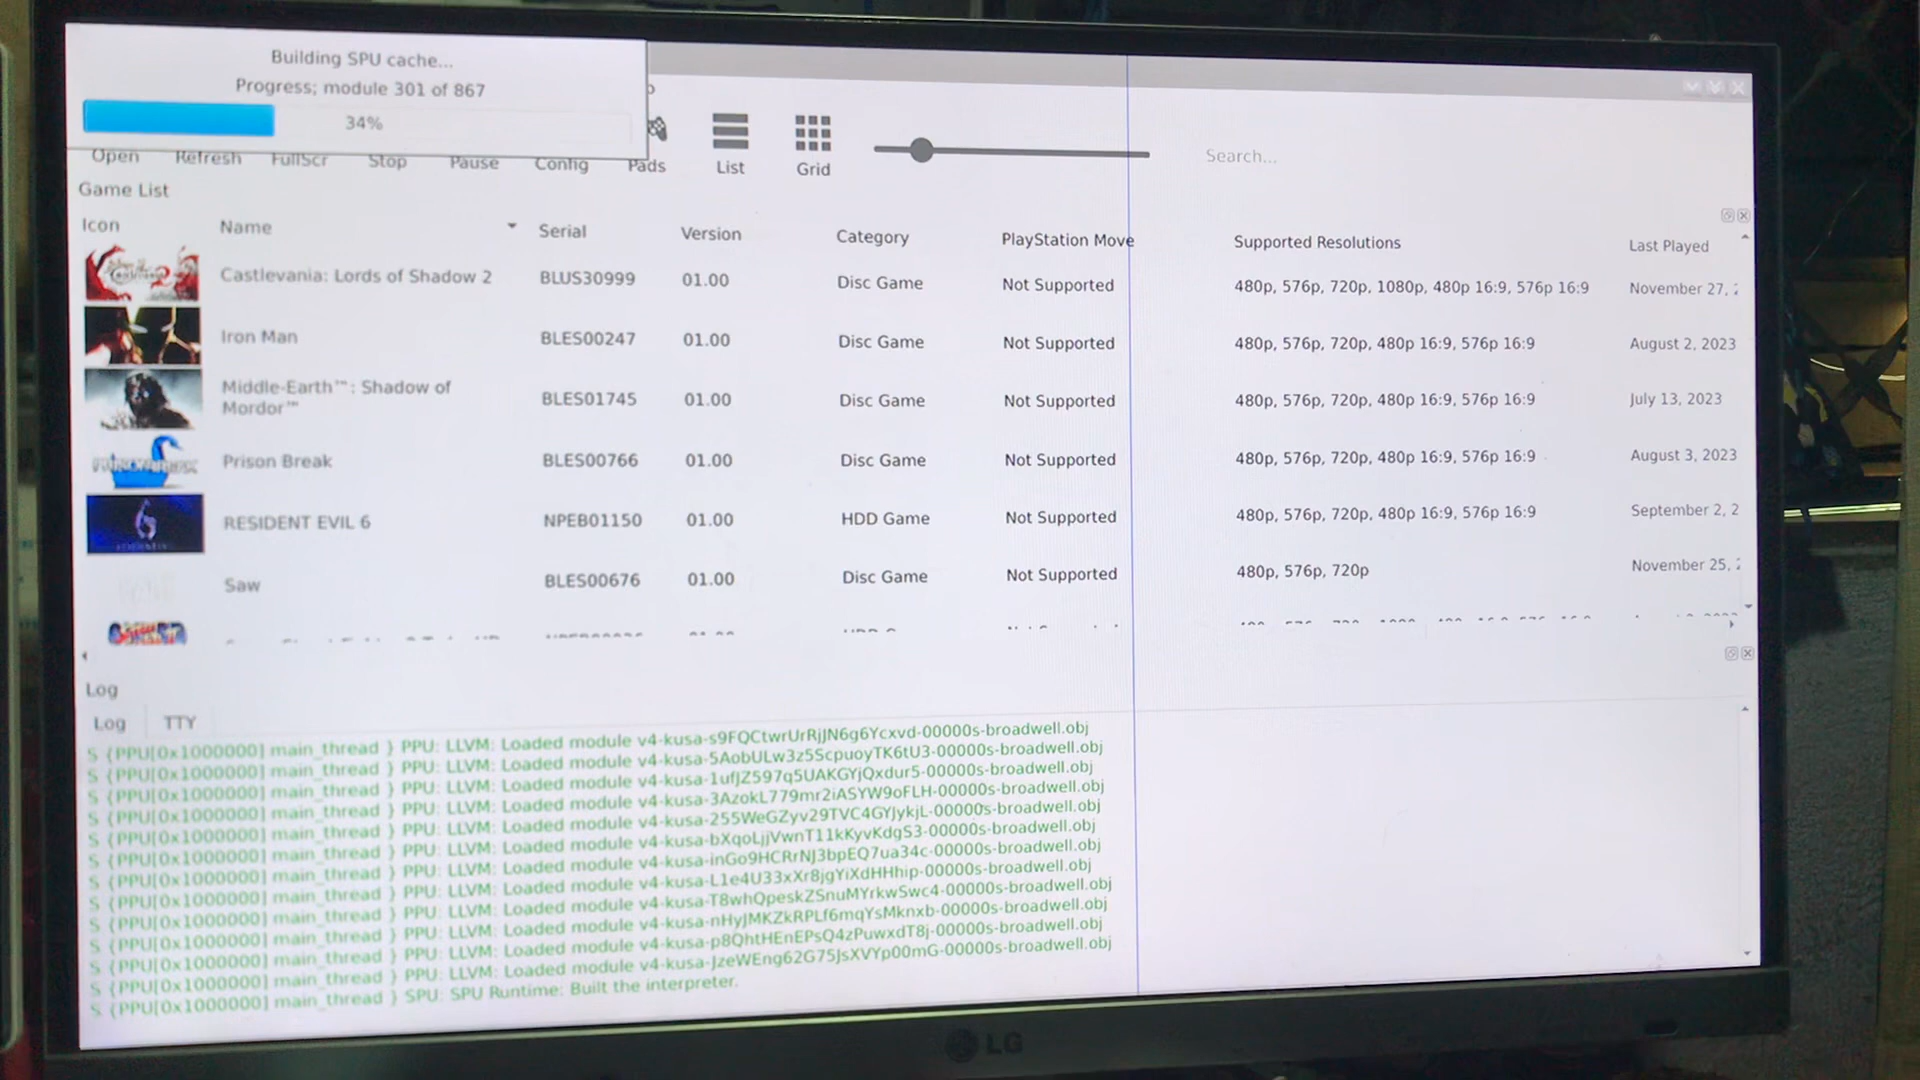 Building SPU cache...
Progress; module 301 of 867
34%
Open Refresh FullScr Stop Pause Config Pads List Grid Search...
Game List
Icon Name Serial Version Category PlayStation Move Supported Resolutions Last Played
Castlevania: Lords of Shadow 2 BLUS30999 01.00 Disc Game Not Supported 480p, 576p, 720p, 1080p, 480p 16:9, 576p 16:9 November 27,
Iron Man BLES00247 01.00 Disc Game Not Supported 480p, 576p, 720p, 480p 16:9, 576p 16:9 August 2, 2023
Middle-Earth™: Shadow of
Mordor™ BLES01745 01.00 Disc Game Not Supported 480p, 576p, 720p, 480p 16:9, 576p 16:9 July 13, 2023
Prison Break BLES00766 01.00 Disc Game Not Supported 480p, 576p, 720p, 480p 16:9, 576p 16:9 August 3, 2023
RESIDENT EVIL 6 NPEB01150 01.00 HDD Game Not Supported 480p, 576p, 720p, 480p 16:9, 576p 16:9 September 2, 2
Saw BLES00676 01.00 Disc Game Not Supported 480p, 576p, 720p November 25,
Log
Log TTY
S {PPU[0x1000000] main_thread } PPU: LLVM: Loaded module v4-kusa-s9FQCtwrUrRjJN6g6Ycxvd-00000s-broadwell.obj
S {PPU[0x1000000] main_thread } PPU: LLVM: Loaded module v4-kusa-5AobULw3z5ScpuoyTK6tU3-00000s-broadwell.obj
S {PPU[0x1000000] main_thread } PPU: LLVM: Loaded module v4-kusa-1ufJZ597q5UAKGYjQxdur5-00000s-broadwell.obj
S {PPU[0x1000000] main_thread } PPU: LLVM: Loaded module v4-kusa-3AzokL779mr2iASYW9oFLH-00000s-broadwell.obj
S {PPU[0x1000000] main_thread } PPU: LLVM: Loaded module v4-kusa-255WeGZyv29TVC4GYJykjL-00000s-broadwell.obj
S {PPU[0x1000000] main_thread } PPU: LLVM: Loaded module v4-kusa-bXqoLjjVwnT11kKyvKdgS3-00000s-broadwell.obj
S {PPU[0x1000000] main_thread } PPU: LLVM: Loaded module v4-kusa-inGo9HCRrNJ3bpEQ7ua34c-00000s-broadwell.obj
S {PPU[0x1000000] main_thread } PPU: LLVM: Loaded module v4-kusa-L1e4U33xXr8jgYiXdHHhip-00000s-broadwell.obj
S {PPU[0x1000000] main_thread } PPU: LLVM: Loaded module v4-kusa-T8whQpeskZSnuMYrkwSwc4-00000s-broadwell.obj
S {PPU[0x1000000] main_thread } PPU: LLVM: Loaded module v4-kusa-nHyJMKZkRPLf6mqYsMknxb-00000s-broadwell.obj
S {PPU[0x1000000] main_thread } PPU: LLVM: Loaded module v4-kusa-p8QhtHEnEPsQ4zPuwxdT8j-00000s-broadwell.obj
S {PPU[0x1000000] main_thread } PPU: LLVM: Loaded module v4-kusa-JzeWEng62G75JsXVYp00mG-00000s-broadwell.obj
S {PPU[0x1000000] main_thread } SPU: SPU Runtime: Built the interpreter.
LG